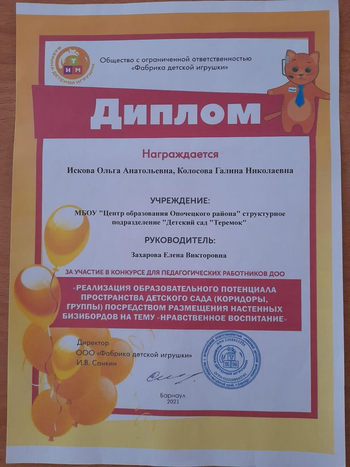 Общество с ограниченной ответственностью
«Фабрика детской игрушки»
Диплом
Награждается
Искова Ольга Анатольевна, Колосова Галина Николаевна
УЧРЕЖДЕНИЕ:
МБОУ "Центр образования Опочецкого района" структурное
подразделение "Детский сад "Теремок"
РУКОВОДИТЕЛЬ:
Захарова Елена Викторовна
ЗА УЧАСТИЕ В КОНКУРСЕ ДЛЯ ПЕДАГОГИЧЕСКИХ РАБОТНИКОВ ДОО
«РЕАЛИЗАЦИЯ ОБРАЗОВАТЕЛЬНОГО ПОТЕНЦИАЛА
ПРОСТРАНСТВА ДЕТСКОГО САДА (КОРИДОРЫ,
ГРУППЫ) ПОСРЕДСТВОМ РАЗМЕЩЕНИЯ НАСТЕННЫХ
БИЗИБОРДОВ НА ТЕМУ «НРАВСТВЕННОЕ ВОСПИТАНИЕ»
Директор
ООО «Фабрика детской игрушки»
И.В. Санкин
Барнаул
2021